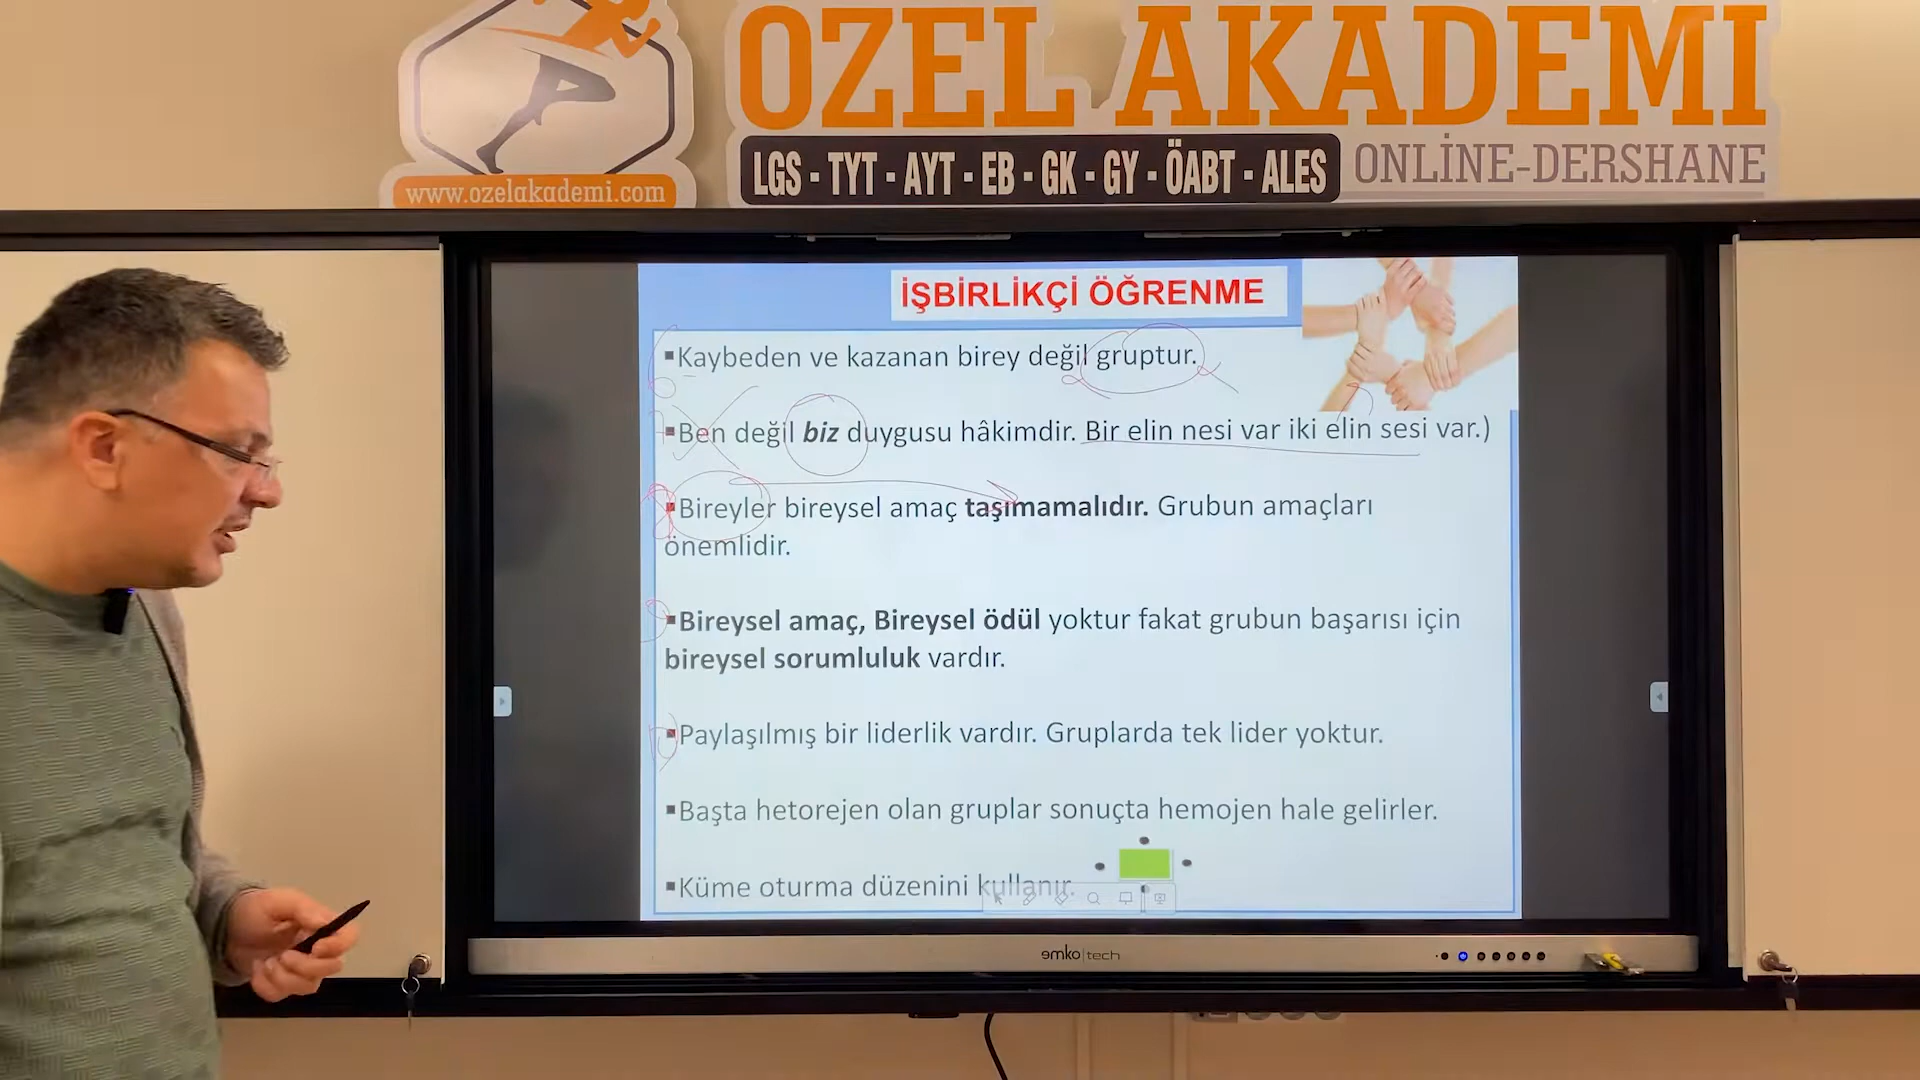 OZEL AKADEMI
www.ozelakademi.com
LGS - TYT - AYT - EB - GK - GY - ÖABT - ALES
ONLİNE-DERSHANE
İŞBİRLİKÇİ ÖĞRENME
▪Kaybeden ve kazanan birey değil gruptur.
▪Ben değil biz duygusu hâkimdir. Bir elin nesi var iki elin sesi var.)
▪Bireyler bireysel amaç taşımamalıdır. Grubun amaçları
önemlidir.
▪Bireysel amaç, Bireysel ödül yoktur fakat grubun başarısı için
bireysel sorumluluk vardır.
▪Paylaşılmış bir liderlik vardır. Gruplarda tek lider yoktur.
▪Başta hetorejen olan gruplar sonuçta hemojen hale gelirler.
▪Küme oturma düzenini kullanır.
emko|tech